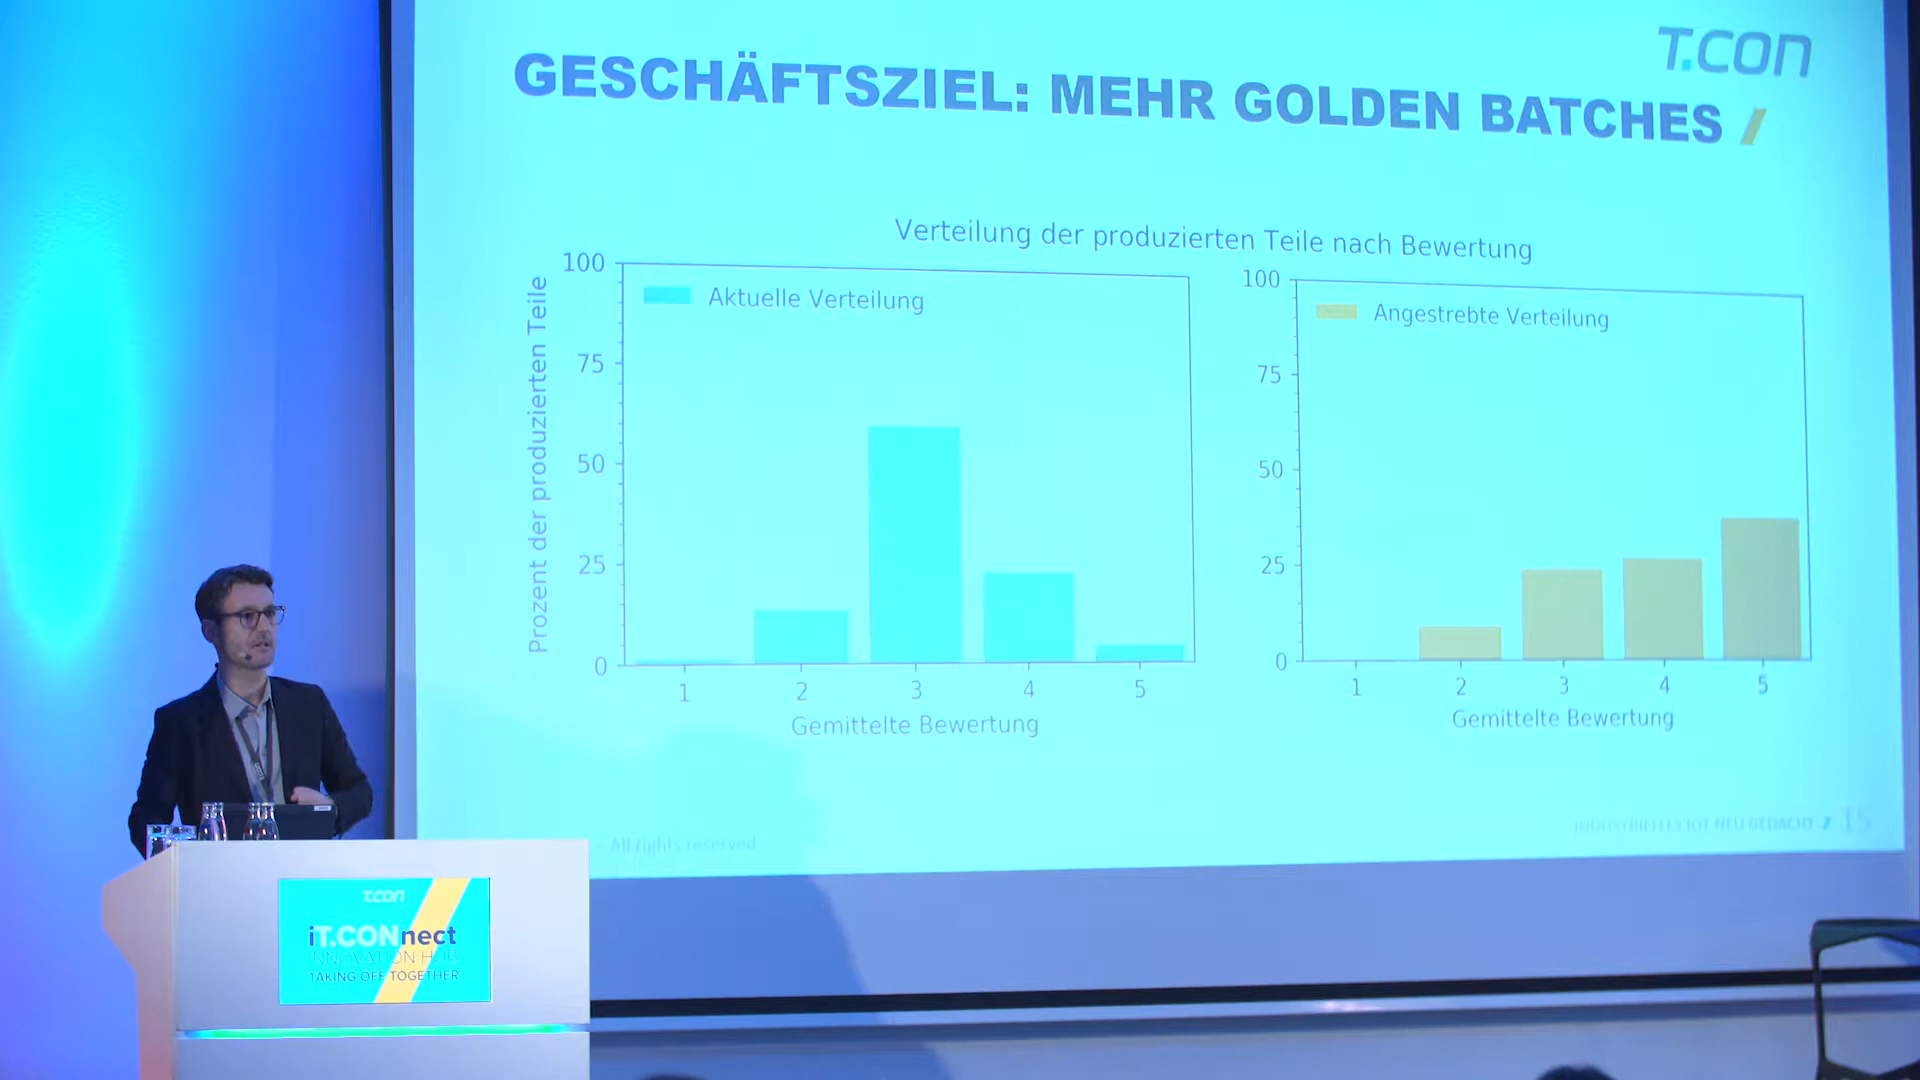 T.CON
GESCHÄFTSZIEL: MEHR GOLDEN BATCHES /
Verteilung der produzierten Teile nach Bewertung
Prozent der produzierten Teile
100
75
50
25
0
Aktuelle Verteilung
1 2 3 4 5
Gemittelte Bewertung
100
75
50
25
0
Angestrebte Verteilung
1 2 3 4 5
Gemittelte Bewertung
- All rights reserved
INDUSTRIELLES IOT NEU GEDACHT / 15
T.CON
iT.CONnect
INNOVATION HUB
TAKING OFF TOGETHER